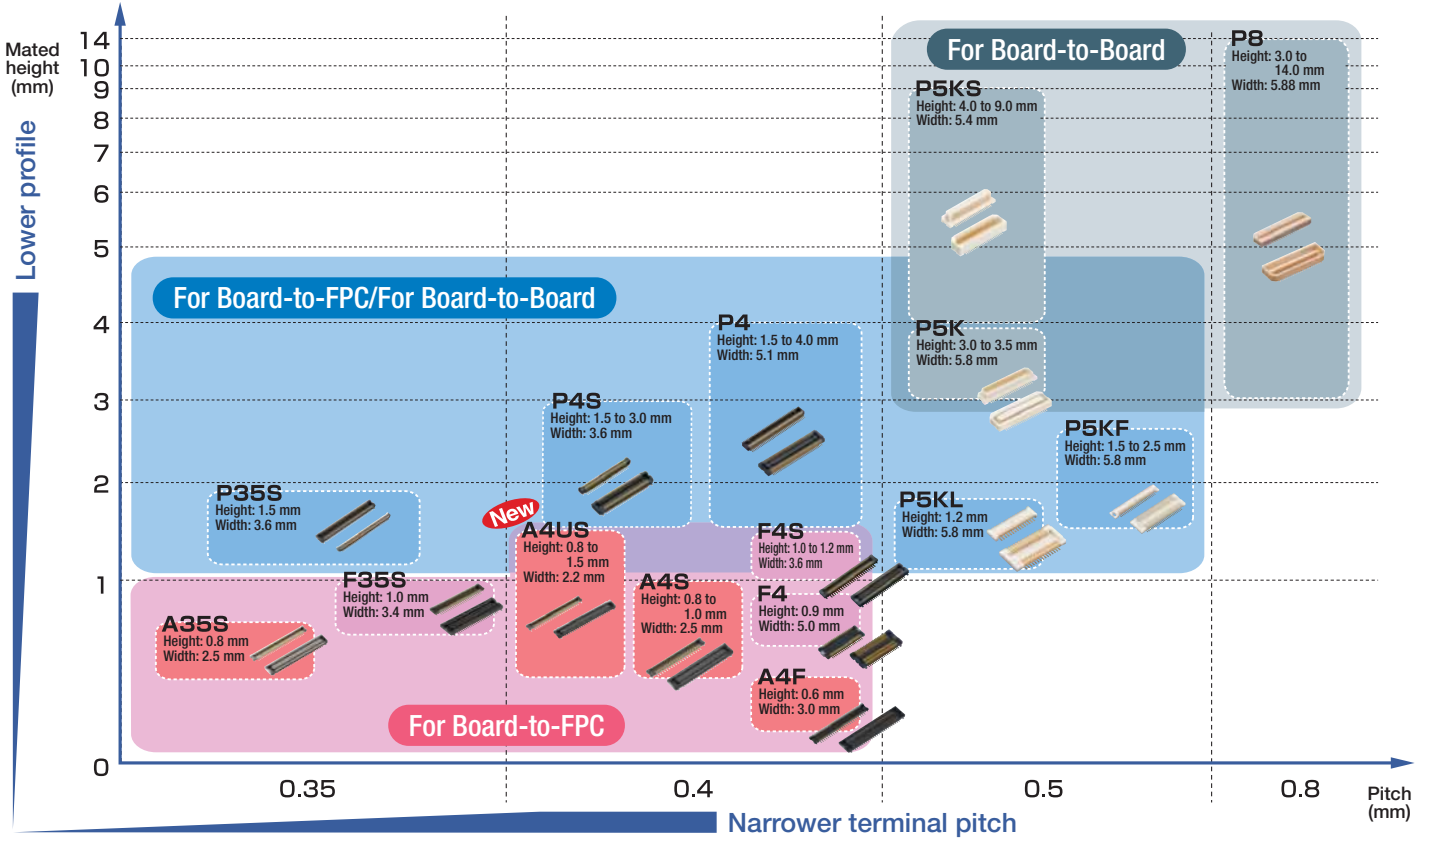 Mated
height
(mm)
14
10
9
8
7
6
5
4
3
2
1
0
Lower profile
For Board-to-Board
P8
Height: 3.0 to
14.0 mm
Width: 5.88 mm
P5KS
Height: 4.0 to 9.0 mm
Width: 5.4 mm
For Board-to-FPC/For Board-to-Board
P4
Height: 1.5 to 4.0 mm
Width: 5.1 mm
P5K
Height: 3.0 to 3.5 mm
Width: 5.8 mm
P4S
Height: 1.5 to 3.0 mm
Width: 3.6 mm
P5KF
Height: 1.5 to 2.5 mm
Width: 5.8 mm
P35S
Height: 1.5 mm
Width: 3.6 mm
P5KL
Height: 1.2 mm
Width: 5.8 mm
New
A4US
Height: 0.8 to
1.5 mm
Width: 2.2 mm
F4S
Height: 1.0 to 1.2 mm
Width: 3.6 mm
F35S
Height: 1.0 mm
Width: 3.4 mm
A4S
Height: 0.8 to
1.0 mm
Width: 2.5 mm
F4
Height: 0.9 mm
Width: 5.0 mm
A35S
Height: 0.8 mm
Width: 2.5 mm
A4F
Height: 0.6 mm
Width: 3.0 mm
For Board-to-FPC
0.35
0.4
0.5
0.8
Pitch
(mm)
Narrower terminal pitch